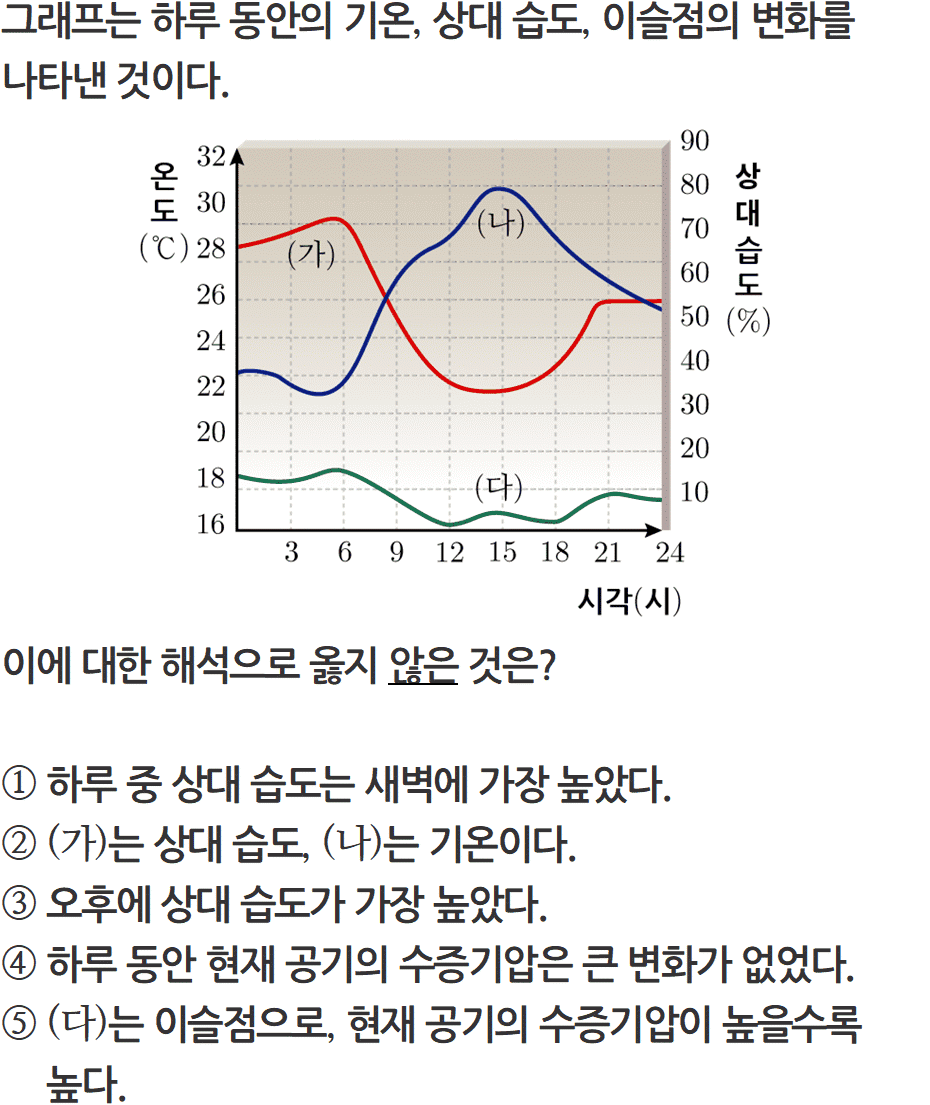 그래프는 하루 동안의 기온, 상대 습도, 이슬점의 변화를
나타낸 것이다.
온도(℃)
32
30
28
26
24
22
20
18
16
상대습도(%)
90
80
70
60
50
40
30
20
10
(가)
(나)
(다)
3 6 9 12 15 18 21 24
시각(시)
이에 대한 해석으로 옳지 않은 것은?
① 하루 중 상대 습도는 새벽에 가장 높았다.
② (가)는 상대 습도, (나)는 기온이다.
③ 오후에 상대 습도가 가장 높았다.
④ 하루 동안 현재 공기의 수증기압은 큰 변화가 없었다.
⑤ (다)는 이슬점으로, 현재 공기의 수증기압이 높을수록
높다.